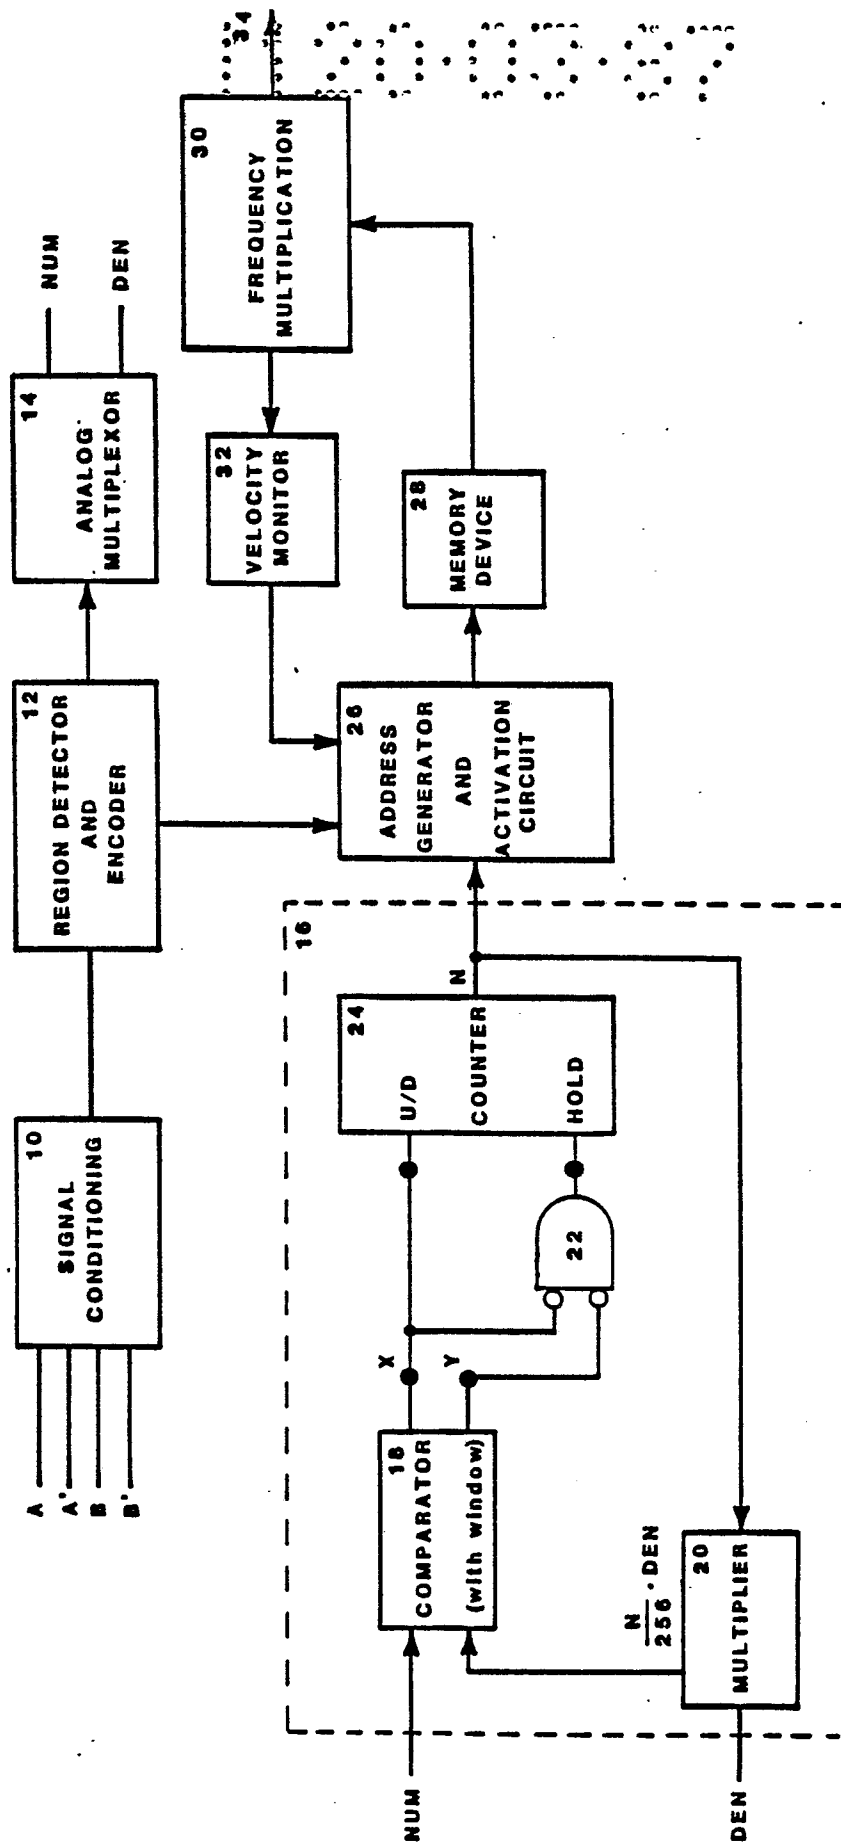 A
A'
B
B'
10
SIGNAL
CONDITIONING
12
REGION DETECTOR
AND
ENCODER
14
ANALOG
MULTIPLEXOR
NUM
DEN
32
VELOCITY
MONITOR
30
FREQUENCY
MULTIPLICATION
34
26
ADDRESS
GENERATOR
AND
ACTIVATION
CIRCUIT
28
MEMORY
DEVICE
16
NUM
18
COMPARATOR
(with window)
X
Y
22
24
U/D
COUNTER
HOLD
N
N
256
·DEN
20
MULTIPLIER
DEN